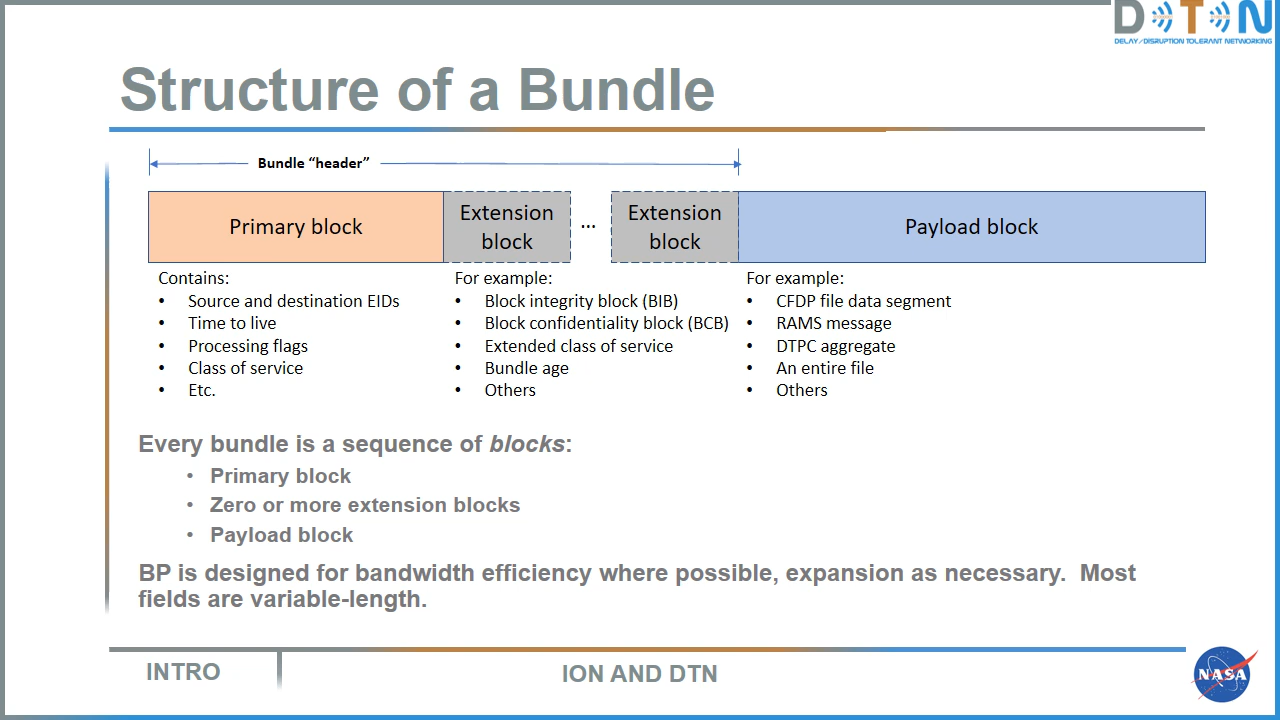 D T N
DELAY/DISRUPTION TOLERANT NETWORKING
Structure of a Bundle
Bundle “header”
Primary block
Extension
block
...
Extension
block
Payload block
Contains:
• Source and destination EIDs
• Time to live
• Processing flags
• Class of service
• Etc.
For example:
• Block integrity block (BIB)
• Block confidentiality block (BCB)
• Extended class of service
• Bundle age
• Others
For example:
• CFDP file data segment
• RAMS message
• DTPC aggregate
• An entire file
• Others
Every bundle is a sequence of blocks:
• Primary block
• Zero or more extension blocks
• Payload block
BP is designed for bandwidth efficiency where possible, expansion as necessary.  Most
fields are variable-length.
INTRO
ION AND DTN
NASA